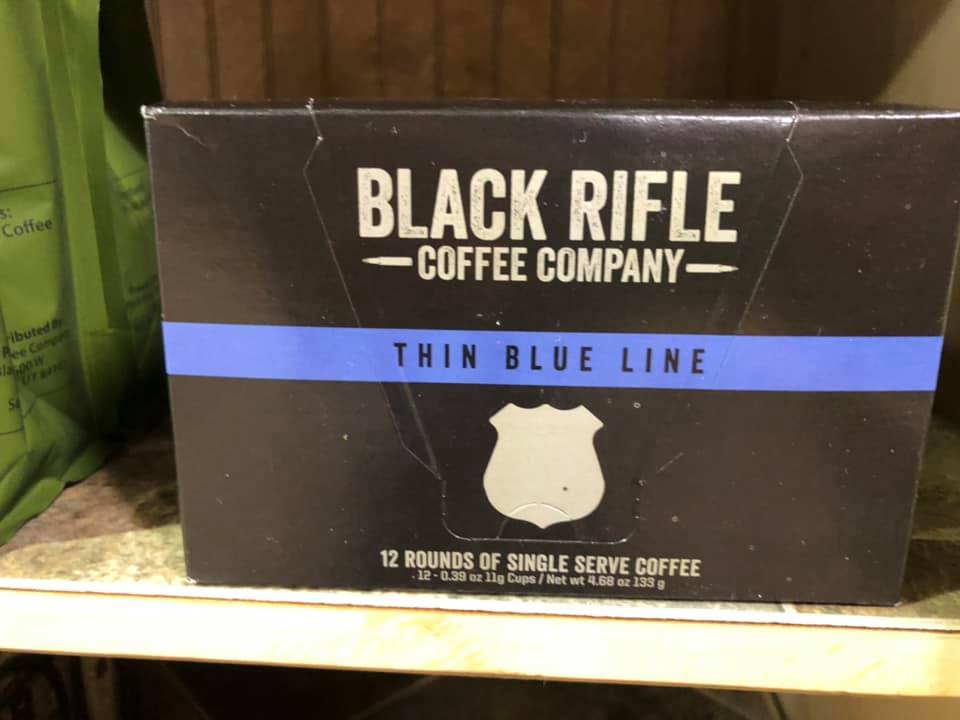 BLACK RIFLE
COFFEE COMPANY
THIN BLUE LINE
12 ROUNDS OF SINGLE SERVE COFFEE
12 - 0.39 oz 11g Cups / Net wt 4.68 oz 133 g
Coffee